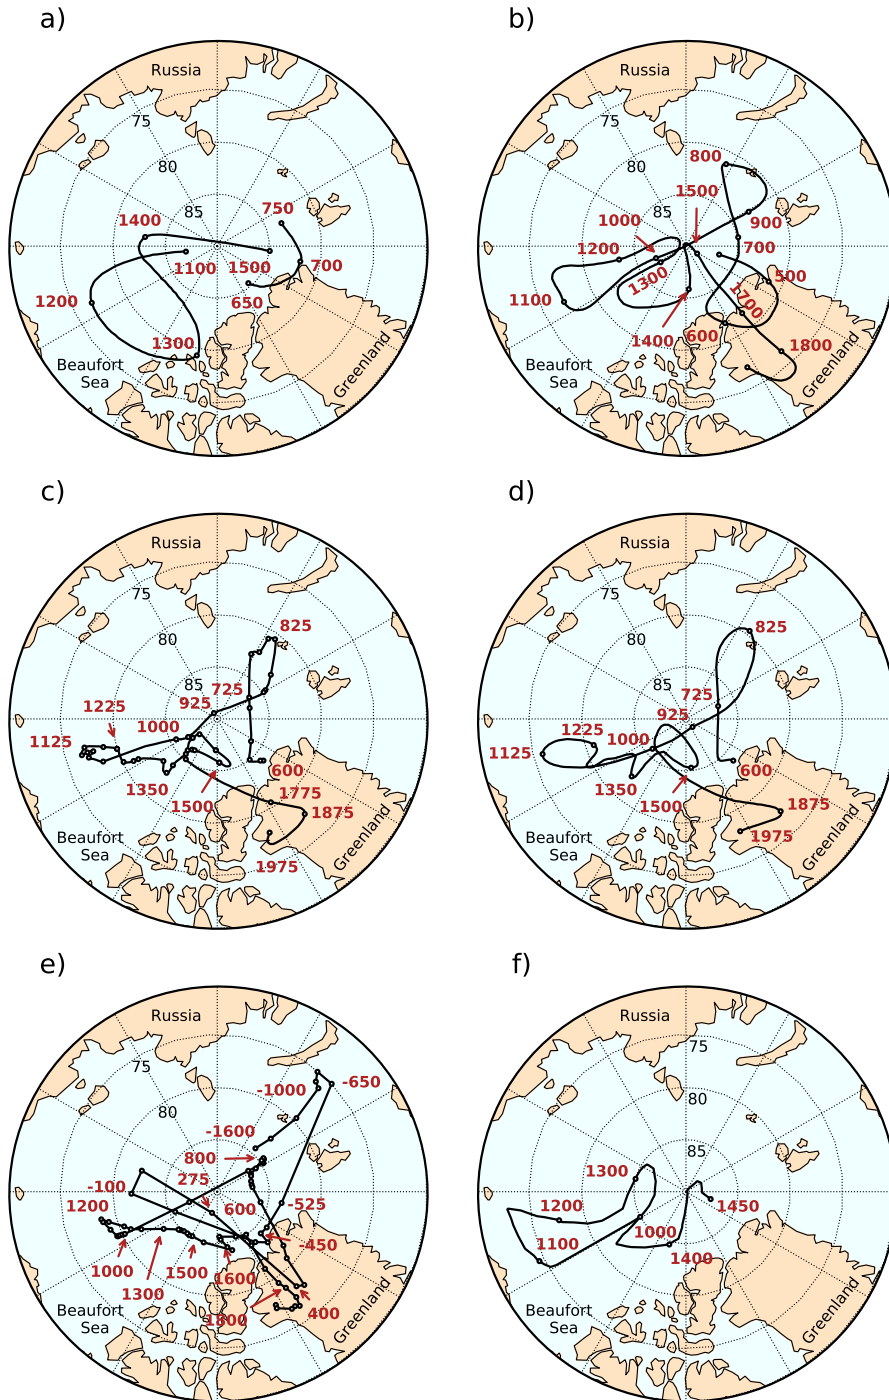 a)
Russia
75
80
85
750
1400
1100
1500
700
650
1200
1300
Beaufort
Sea
Greenland
b)
Russia
75
80
85
800
1500
900
1000
700
1200
500
1300
1100
1700
1400
600
1800
Beaufort
Sea
Greenland
c)
Russia
75
80
85
825
725
925
1225
1000
1125
600
1350
1500
1775
1875
1975
Beaufort
Sea
Greenland
d)
Russia
75
80
85
825
725
925
1225
1000
1125
600
1350
1500
1875
1975
Beaufort
Sea
Greenland
e)
Russia
75
80
85
-650
-1000
-1600
800
275
-100
1200
600
-525
-450
1000
1500
1600
1300
1800
400
Beaufort
Sea
Greenland
f)
Russia
75
80
85
1300
1450
1200
1000
1100
1400
Beaufort
Sea
Greenland